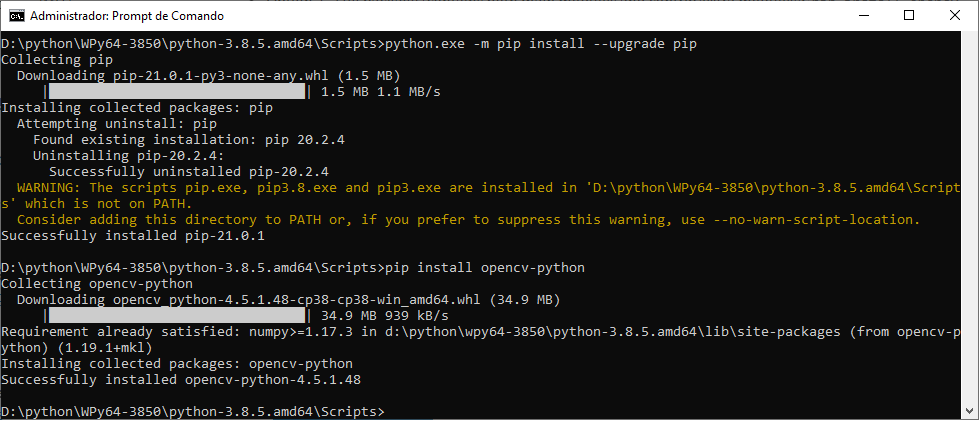 Administrador: Prompt de Comando
D:\python\WPy64-3850\python-3.8.5.amd64\Scripts>python.exe -m pip install --upgrade pip
Collecting pip
  Downloading pip-21.0.1-py3-none-any.whl (1.5 MB)
     |████████████████████████████████| 1.5 MB 1.1 MB/s
Installing collected packages: pip
  Attempting uninstall: pip
    Found existing installation: pip 20.2.4
    Uninstalling pip-20.2.4:
      Successfully uninstalled pip-20.2.4
  WARNING: The scripts pip.exe, pip3.8.exe and pip3.exe are installed in 'D:\python\WPy64-3850\python-3.8.5.amd64\Script
s' which is not on PATH.
  Consider adding this directory to PATH or, if you prefer to suppress this warning, use --no-warn-script-location.
Successfully installed pip-21.0.1
D:\python\WPy64-3850\python-3.8.5.amd64\Scripts>pip install opencv-python
Collecting opencv-python
  Downloading opencv_python-4.5.1.48-cp38-cp38-win_amd64.whl (34.9 MB)
     |████████████████████████████████| 34.9 MB 939 kB/s
Requirement already satisfied: numpy>=1.17.3 in d:\python\wpy64-3850\python-3.8.5.amd64\lib\site-packages (from opencv-p
ython) (1.19.1+mkl)
Installing collected packages: opencv-python
Successfully installed opencv-python-4.5.1.48
D:\python\WPy64-3850\python-3.8.5.amd64\Scripts>